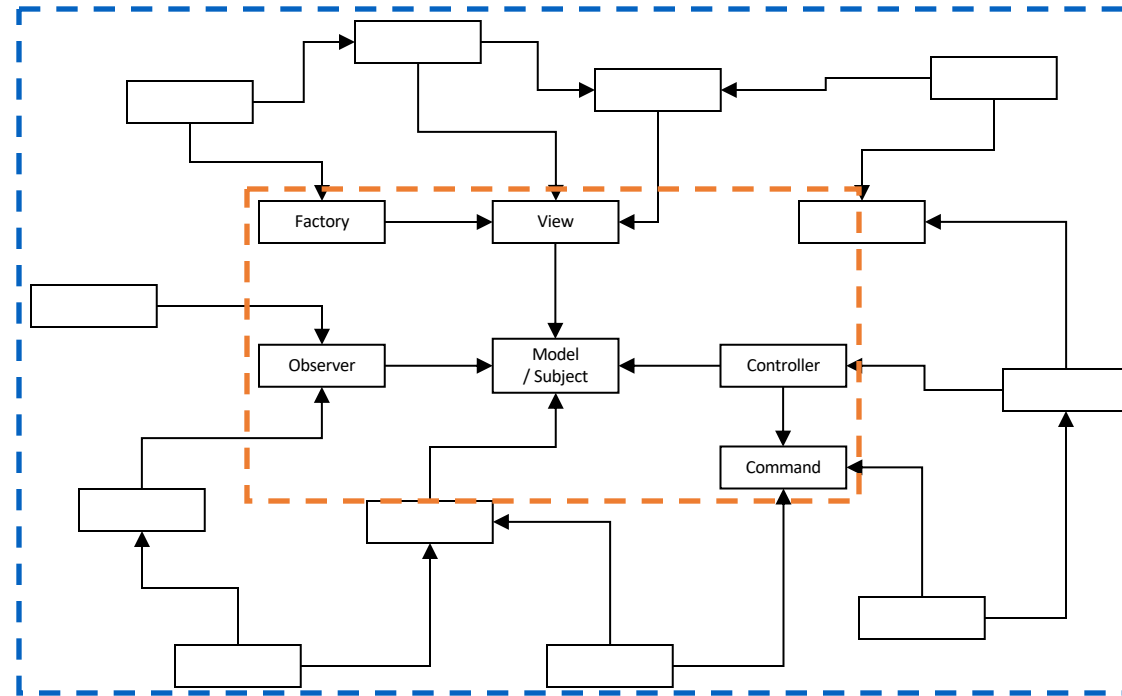 Factory
View
Observer
Model
/ Subject
Controller
Command